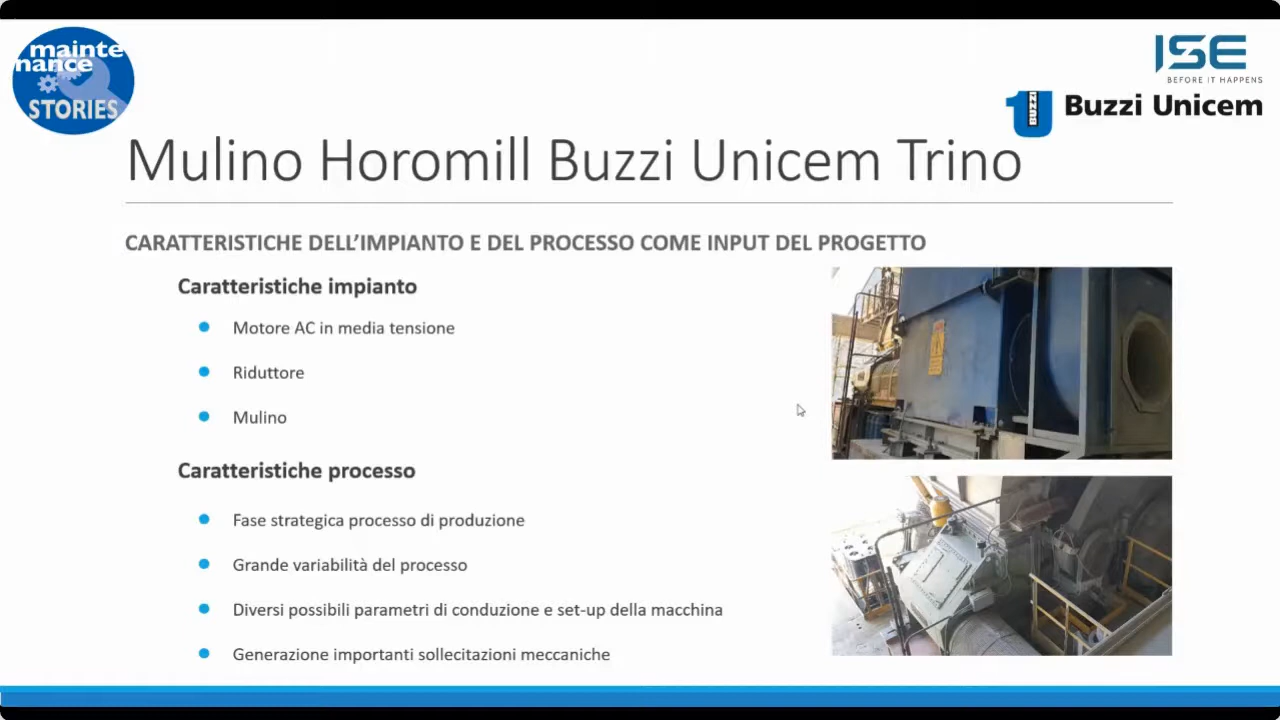 mainte
nance
STORIES
ISE
BEFORE IT HAPPENS
BUZZI
Buzzi Unicem
Mulino Horomill Buzzi Unicem Trino
CARATTERISTICHE DELL'IMPIANTO E DEL PROCESSO COME INPUT DEL PROGETTO
Caratteristiche impianto
Motore AC in media tensione
Riduttore
Mulino
Caratteristiche processo
Fase strategica processo di produzione
Grande variabilità del processo
Diversi possibili parametri di conduzione e set-up della macchina
Generazione importanti sollecitazioni meccaniche